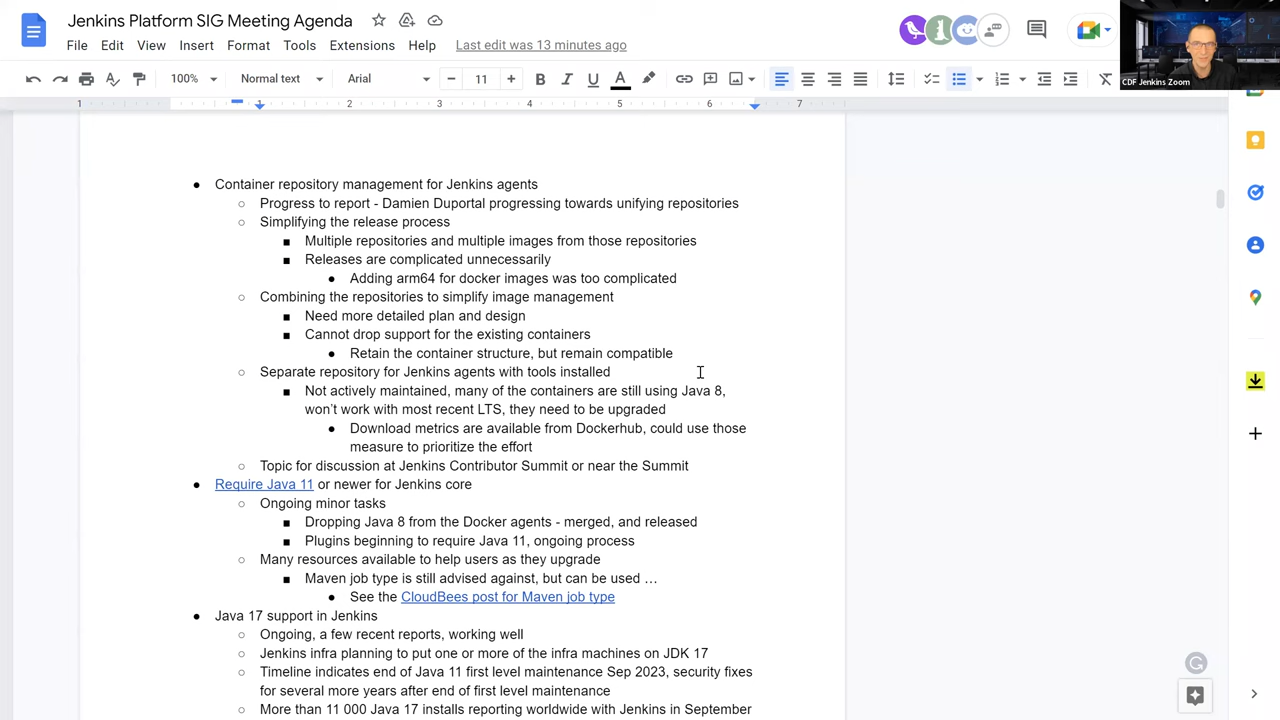 Jenkins Platform SIG Meeting Agenda
File Edit View Insert Format Tools Extensions Help Last edit was 13 minutes ago
100% Normal text Arial 11
CDF Jenkins Zoom
1 1 2 3 4 5 6 7
● Container repository management for Jenkins agents
○ Progress to report - Damien Duportal progressing towards unifying repositories
○ Simplifying the release process
■ Multiple repositories and multiple images from those repositories
■ Releases are complicated unnecessarily
● Adding arm64 for docker images was too complicated
○ Combining the repositories to simplify image management
■ Need more detailed plan and design
■ Cannot drop support for the existing containers
● Retain the container structure, but remain compatible
○ Separate repository for Jenkins agents with tools installed
■ Not actively maintained, many of the containers are still using Java 8,
won't work with most recent LTS, they need to be upgraded
● Download metrics are available from Dockerhub, could use those
measure to prioritize the effort
○ Topic for discussion at Jenkins Contributor Summit or near the Summit
● Require Java 11 or newer for Jenkins core
○ Ongoing minor tasks
■ Dropping Java 8 from the Docker agents - merged, and released
■ Plugins beginning to require Java 11, ongoing process
○ Many resources available to help users as they upgrade
■ Maven job type is still advised against, but can be used …
● See the CloudBees post for Maven job type
● Java 17 support in Jenkins
○ Ongoing, a few recent reports, working well
○ Jenkins infra planning to put one or more of the infra machines on JDK 17
○ Timeline indicates end of Java 11 first level maintenance Sep 2023, security fixes
for several more years after end of first level maintenance
○ More than 11 000 Java 17 installs reporting worldwide with Jenkins in September